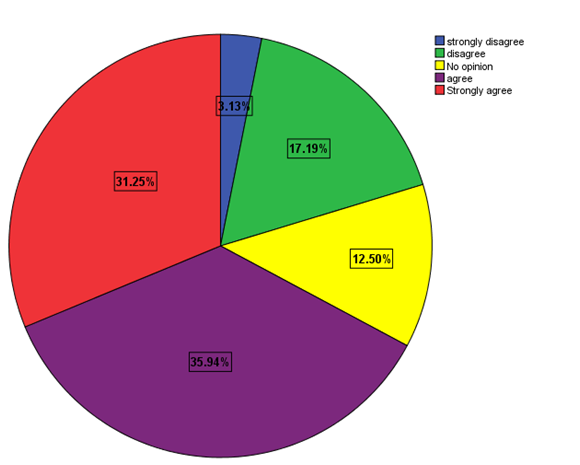 strongly disagree
disagree
No opinion
agree
Strongly agree
3.13%
17.19%
31.25%
12.50%
35.94%